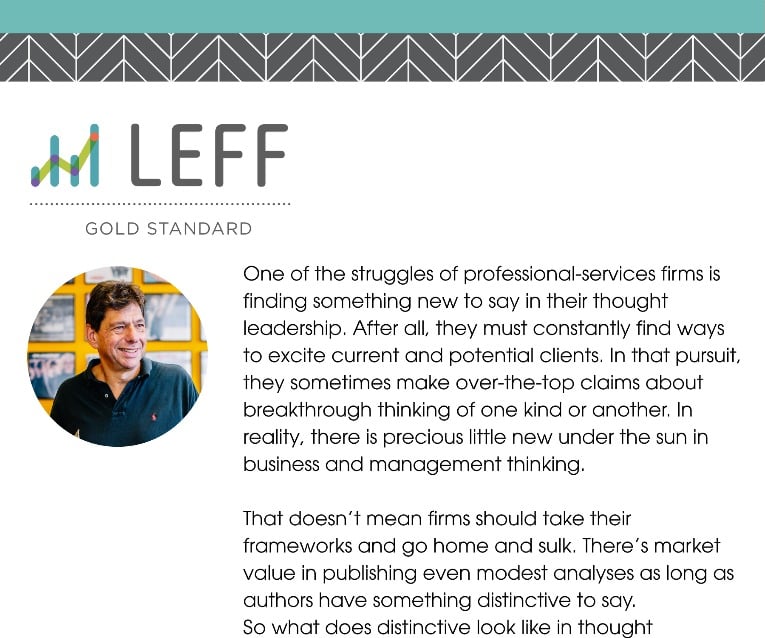 LEFF
GOLD STANDARD
One of the struggles of professional-services firms is
finding something new to say in their thought
leadership. After all, they must constantly find ways
to excite current and potential clients. In that pursuit,
they sometimes make over-the-top claims about
breakthrough thinking of one kind or another. In
reality, there is precious little new under the sun in
business and management thinking.
That doesn't mean firms should take their
frameworks and go home and sulk. There's market
value in publishing even modest analyses as long as
authors have something distinctive to say.
So what does distinctive look like in thought